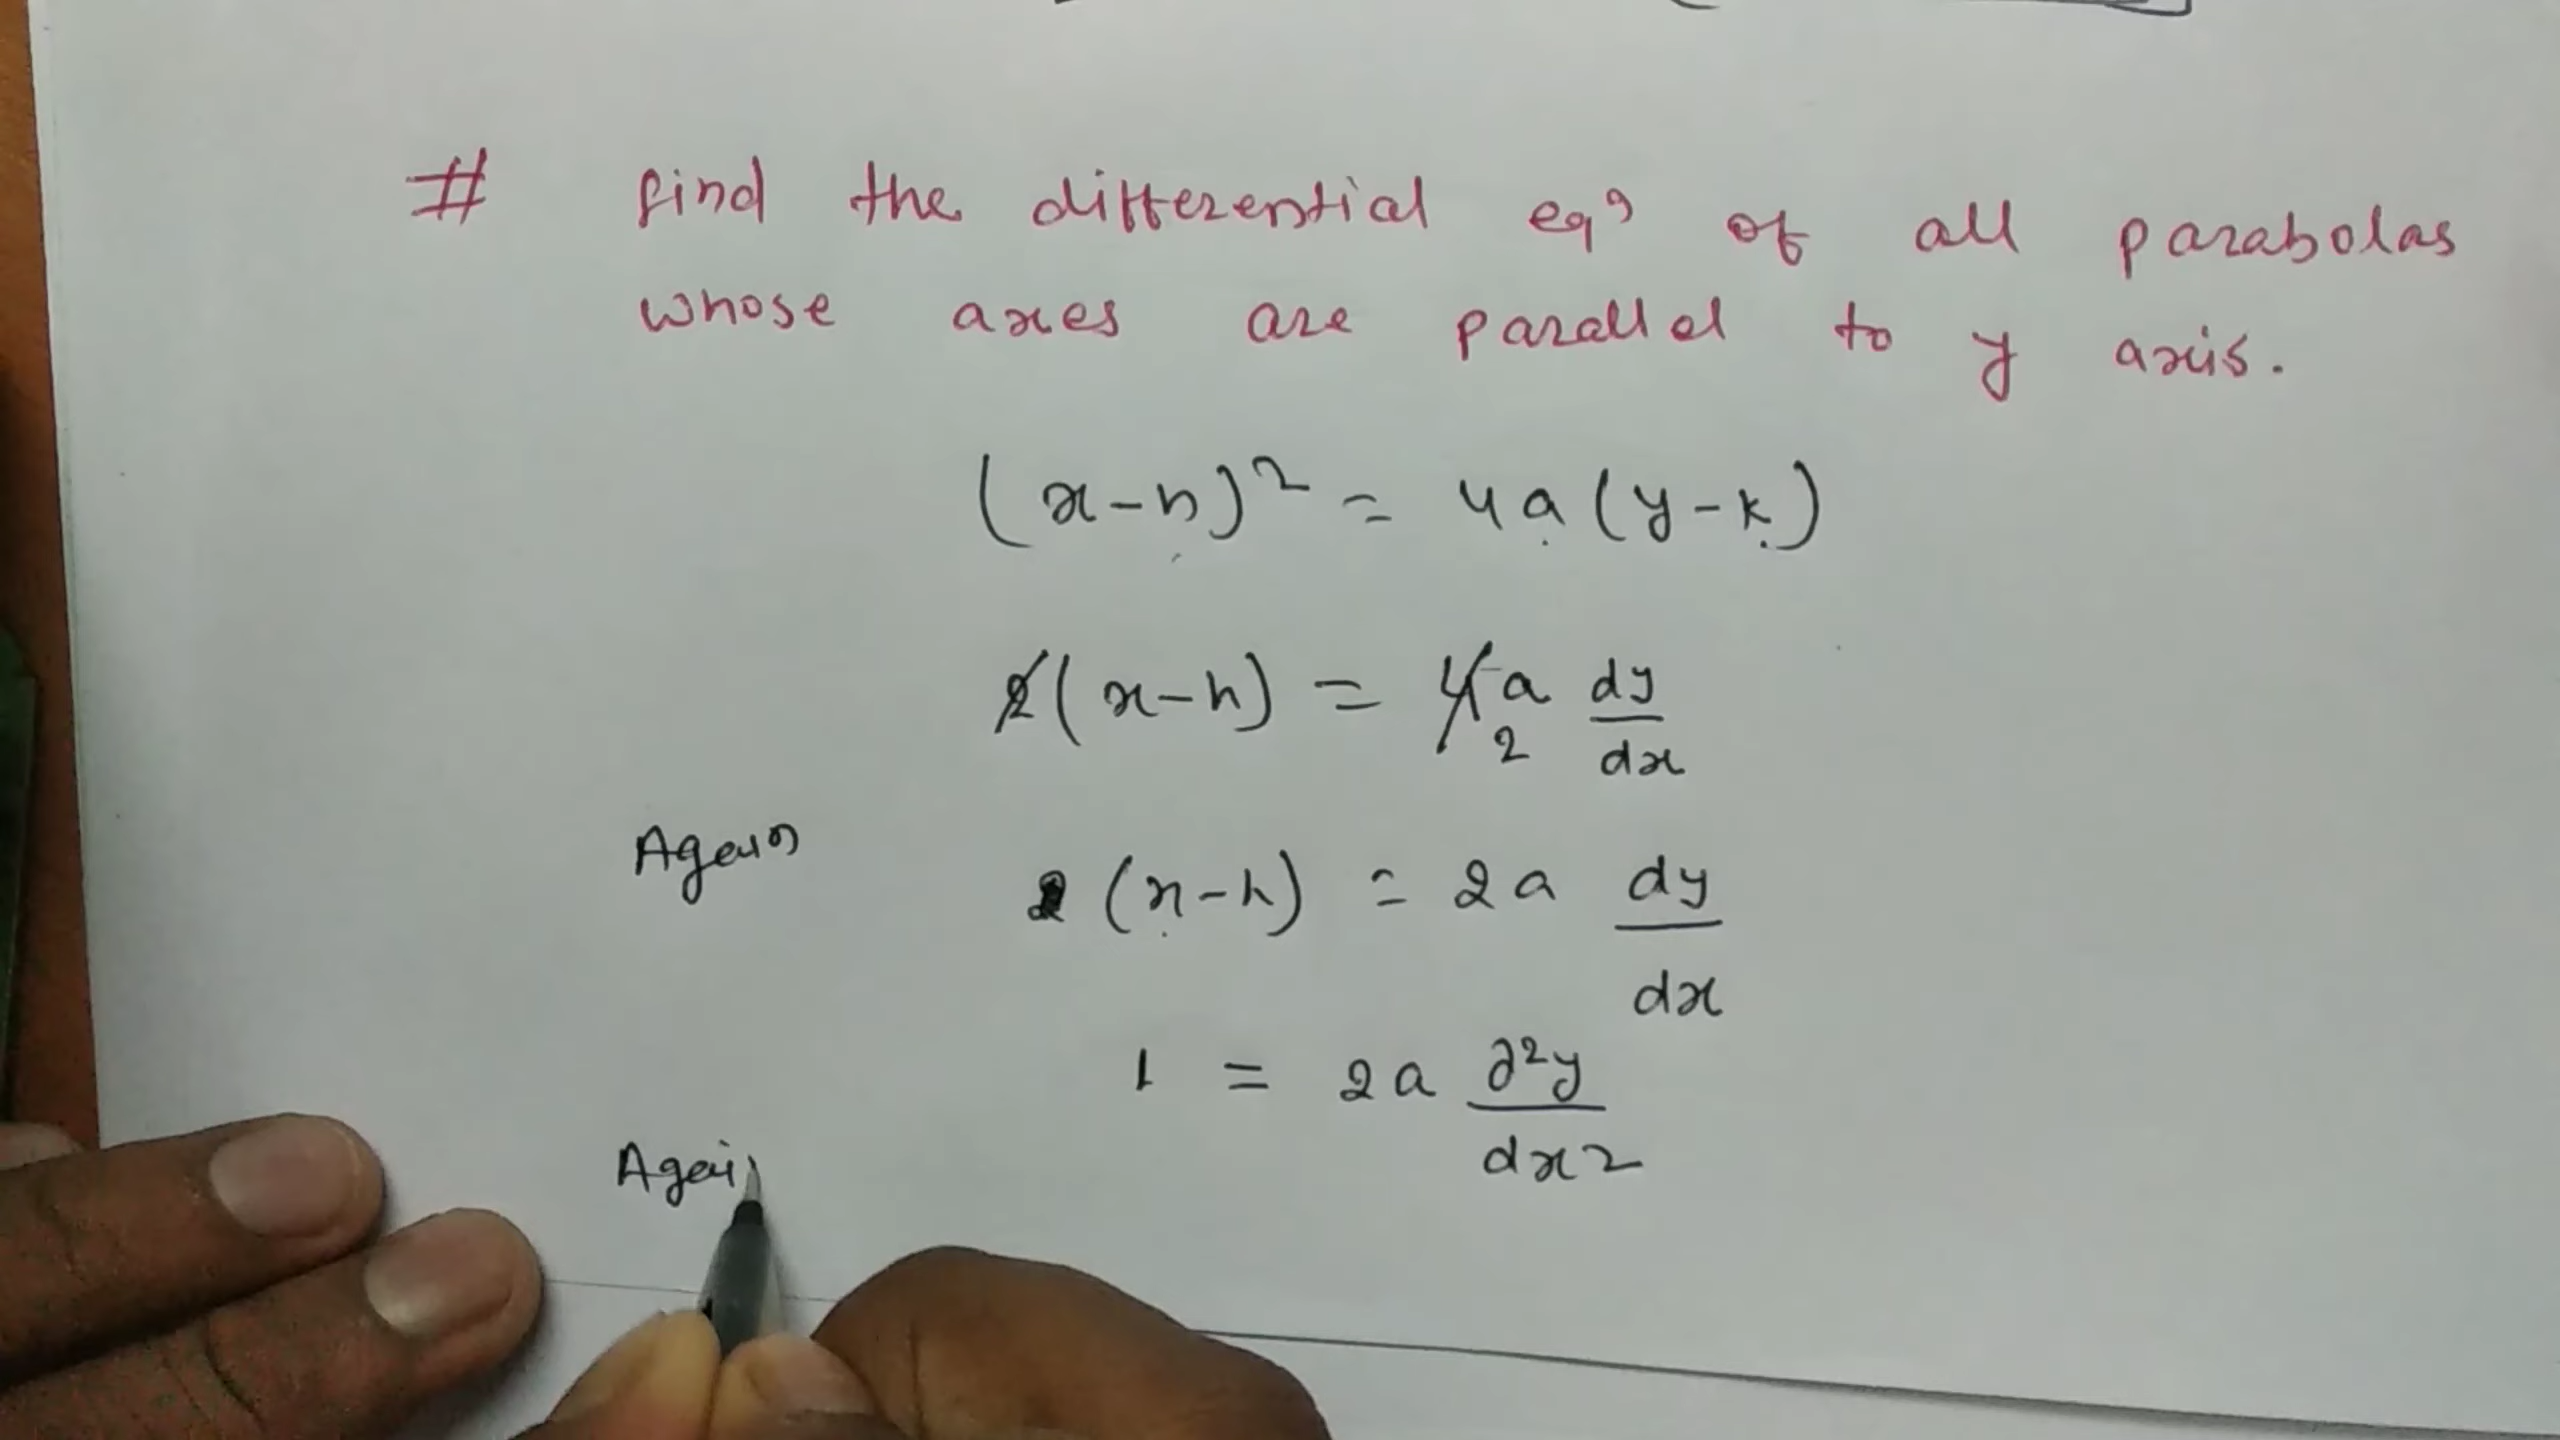 # find the differential eqn of all parabolas
whose axes are parallel to y axis.
(x-h)² = 4a(y-k)
2(x-h) = 4a dy/dx
2
Again (x-h) = 2a dy/dx
1 = 2a ∂²y/dx2
Again